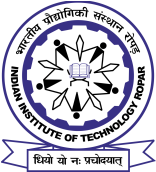 भारतीय प्रौद्योगिकी संस्थान रोपड़
INDIAN INSTITUTE OF TECHNOLOGY ROPAR
धियो यो नः प्रचोदयात्